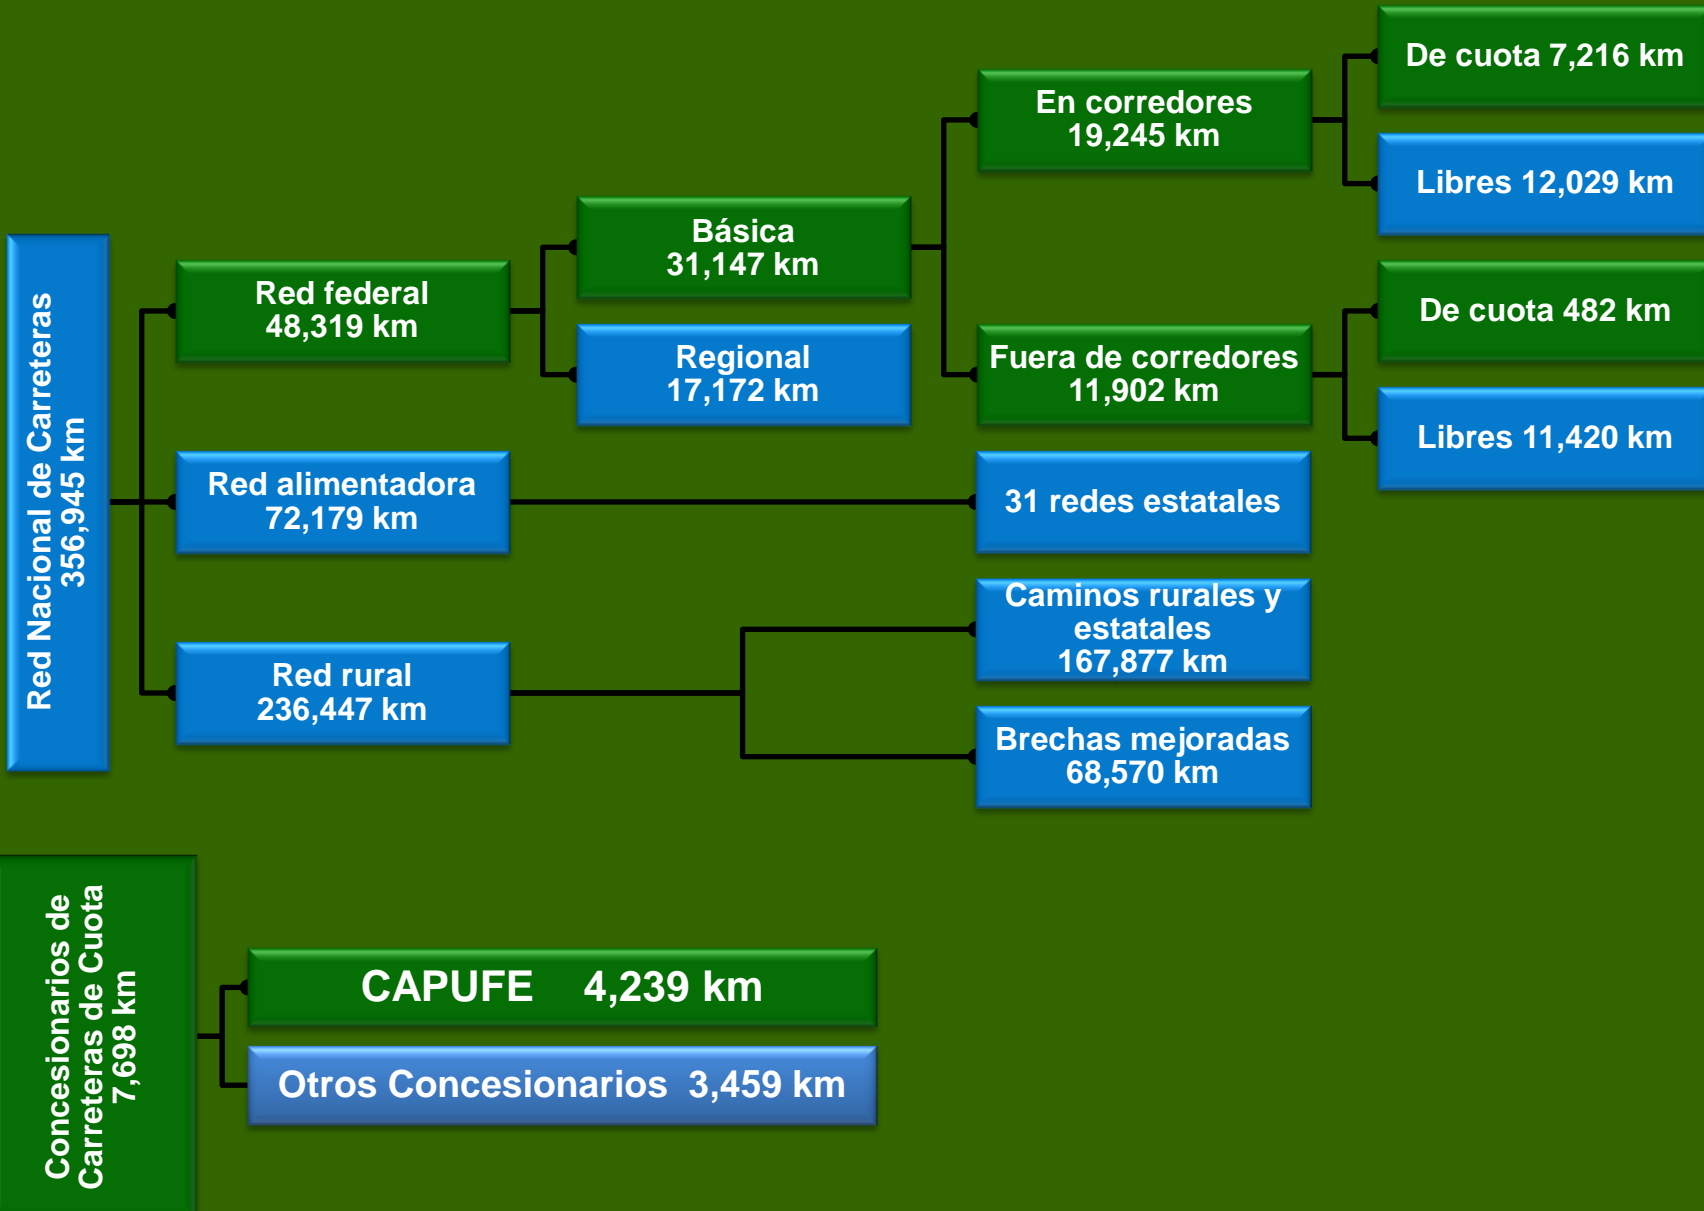 Red Nacional de Carreteras
356,945 km
Red federal
48,319 km
Básica
31,147 km
En corredores
19,245 km
De cuota 7,216 km
Libres 12,029 km
Fuera de corredores
11,902 km
De cuota 482 km
Libres 11,420 km
Regional
17,172 km
Red alimentadora
72,179 km
31 redes estatales
Red rural
236,447 km
Caminos rurales y
estatales
167,877 km
Brechas mejoradas
68,570 km
Concesionarios de
Carreteras de Cuota
7,698 km
CAPUFE 4,239 km
Otros Concesionarios 3,459 km